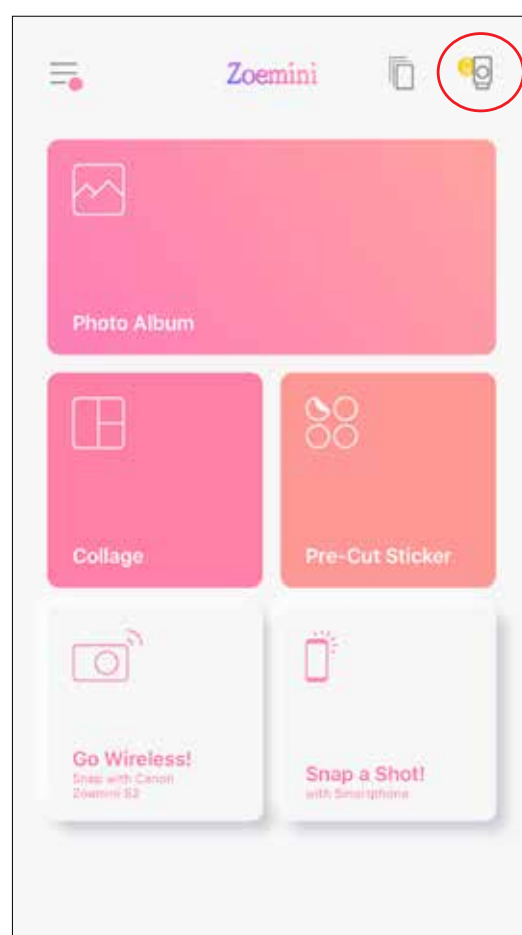 Zoemini
Photo Album
Collage
Pre-Cut Sticker
Go Wireless!
Snap with Canon
Zoemini S2
Snap a Shot!
with Smartphone